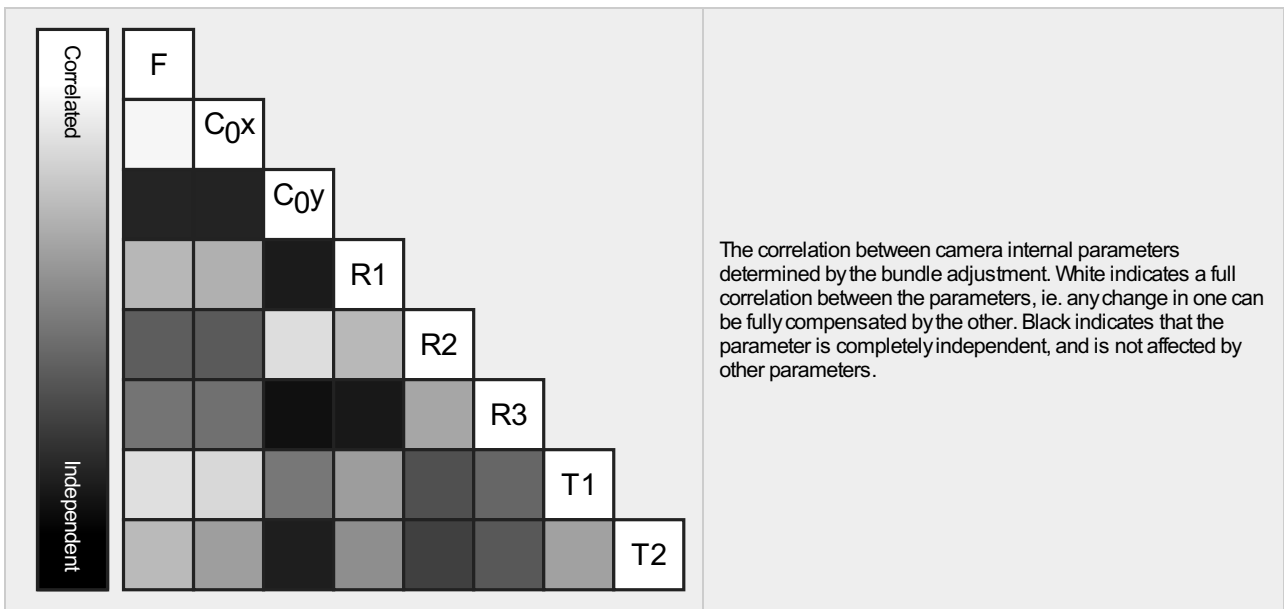 Correlated
Independent
F
C0x
C0y
R1
R2
R3
T1
T2
The correlation between camera internal parameters
determined by the bundle adjustment. White indicates a full
correlation between the parameters, ie. any change in one can
be fully compensated by the other. Black indicates that the
parameter is completely independent, and is not affected by
other parameters.